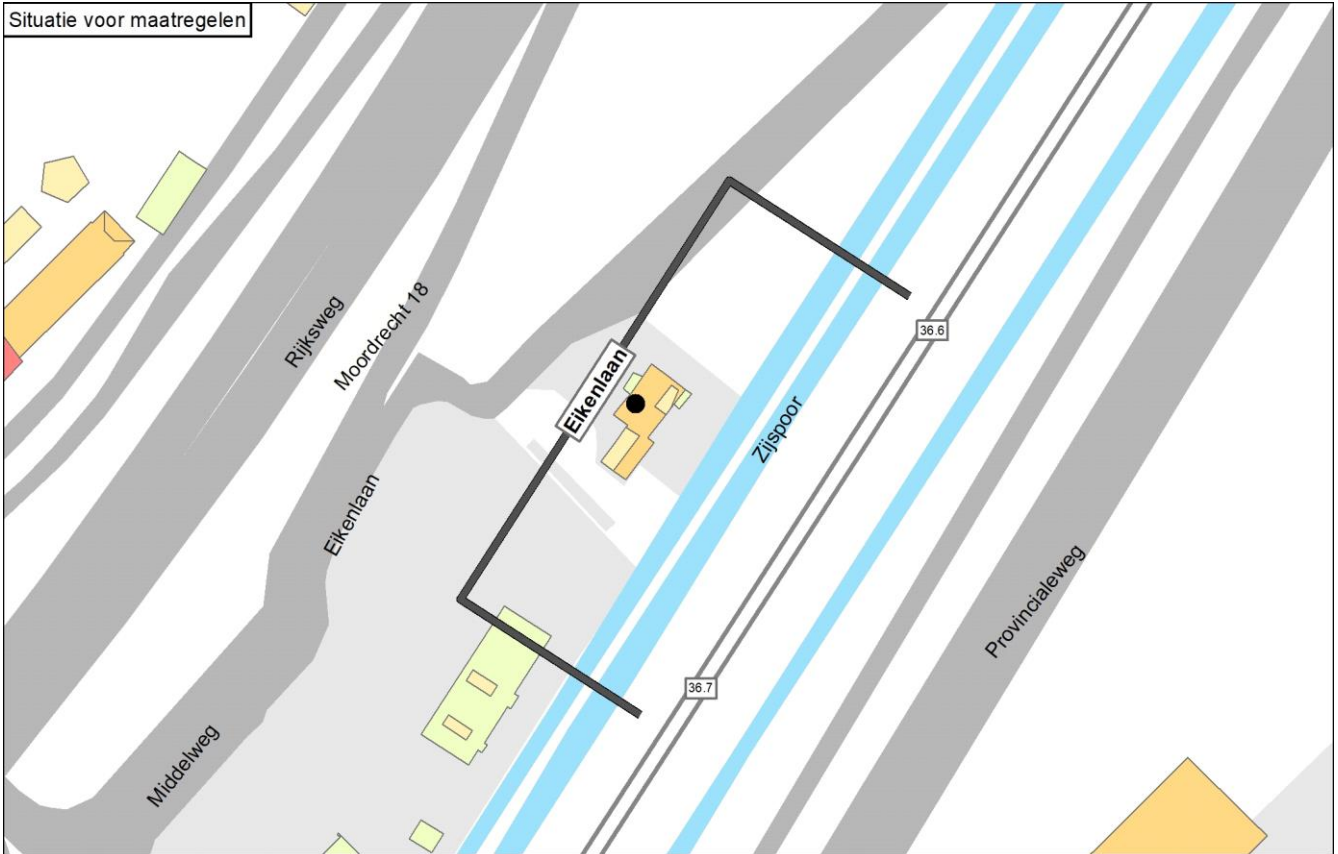 Situatie voor maatregelen
Rijksweg
Moordrecht 18
36.6
Eikenlaan
Zijspoor
Eikenlaan
Provincialeweg
36.7
Middelweg